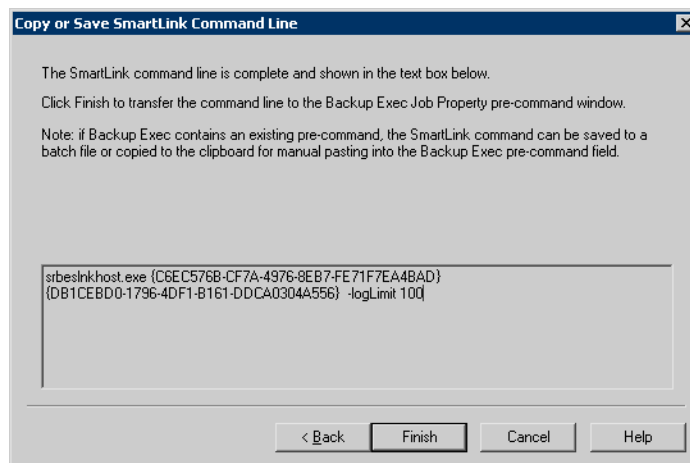 Copy or Save SmartLink Command Line
The SmartLink command line is complete and shown in the text box below.
Click Finish to transfer the command line to the Backup Exec Job Property pre-command window.
Note: if Backup Exec contains an existing pre-command, the SmartLink command can be saved to a
batch file or copied to the clipboard for manual pasting into the Backup Exec pre-command field.
srbeslnkhost.exe {C6EC576B-CF7A-4976-8EB7-FE71F7EA4BAD}
{DB1CEBD0-1796-4DF1-B161-DDCA0304A556} -logLimit 100
< Back
Finish
Cancel
Help